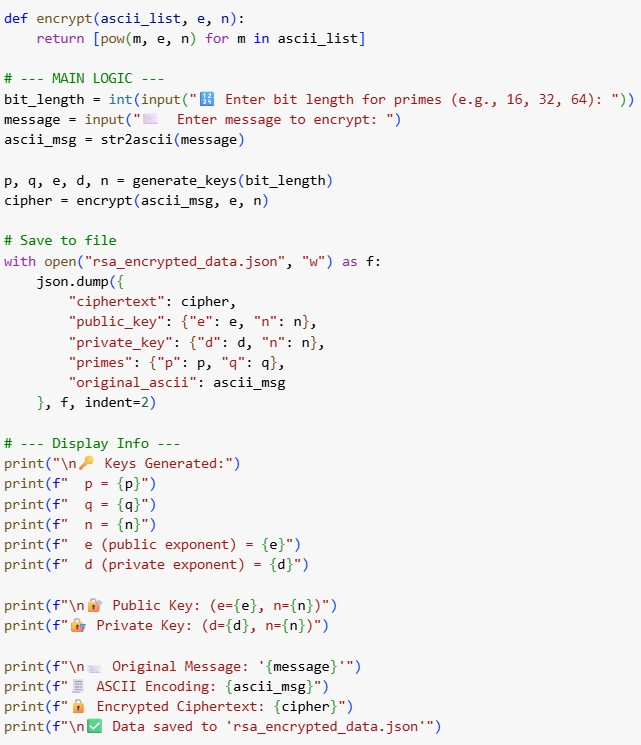 def encrypt(ascii_list, e, n):
    return [pow(m, e, n) for m in ascii_list]

# --- MAIN LOGIC ---
bit_length = int(input("🔢 Enter bit length for primes (e.g., 16, 32, 64): "))
message = input("✉️  Enter message to encrypt: ")
ascii_msg = str2ascii(message)

p, q, e, d, n = generate_keys(bit_length)
cipher = encrypt(ascii_msg, e, n)

# Save to file
with open("rsa_encrypted_data.json", "w") as f:
    json.dump({
        "ciphertext": cipher,
        "public_key": {"e": e, "n": n},
        "private_key": {"d": d, "n": n},
        "primes": {"p": p, "q": q},
        "original_ascii": ascii_msg
    }, f, indent=2)

# --- Display Info ---
print("\n🔑 Keys Generated:")
print(f"  p = {p}")
print(f"  q = {q}")
print(f"  n = {n}")
print(f"  e (public exponent) = {e}")
print(f"  d (private exponent) = {d}")

print(f"\n🔐 Public Key: (e={e}, n={n})")
print(f"🔐 Private Key: (d={d}, n={n})")

print(f"\n📨 Original Message: '{message}'")
print(f"🧾 ASCII Encoding: {ascii_msg}")
print(f"🔒 Encrypted Ciphertext: {cipher}")
print(f"\n✅ Data saved to 'rsa_encrypted_data.json'")